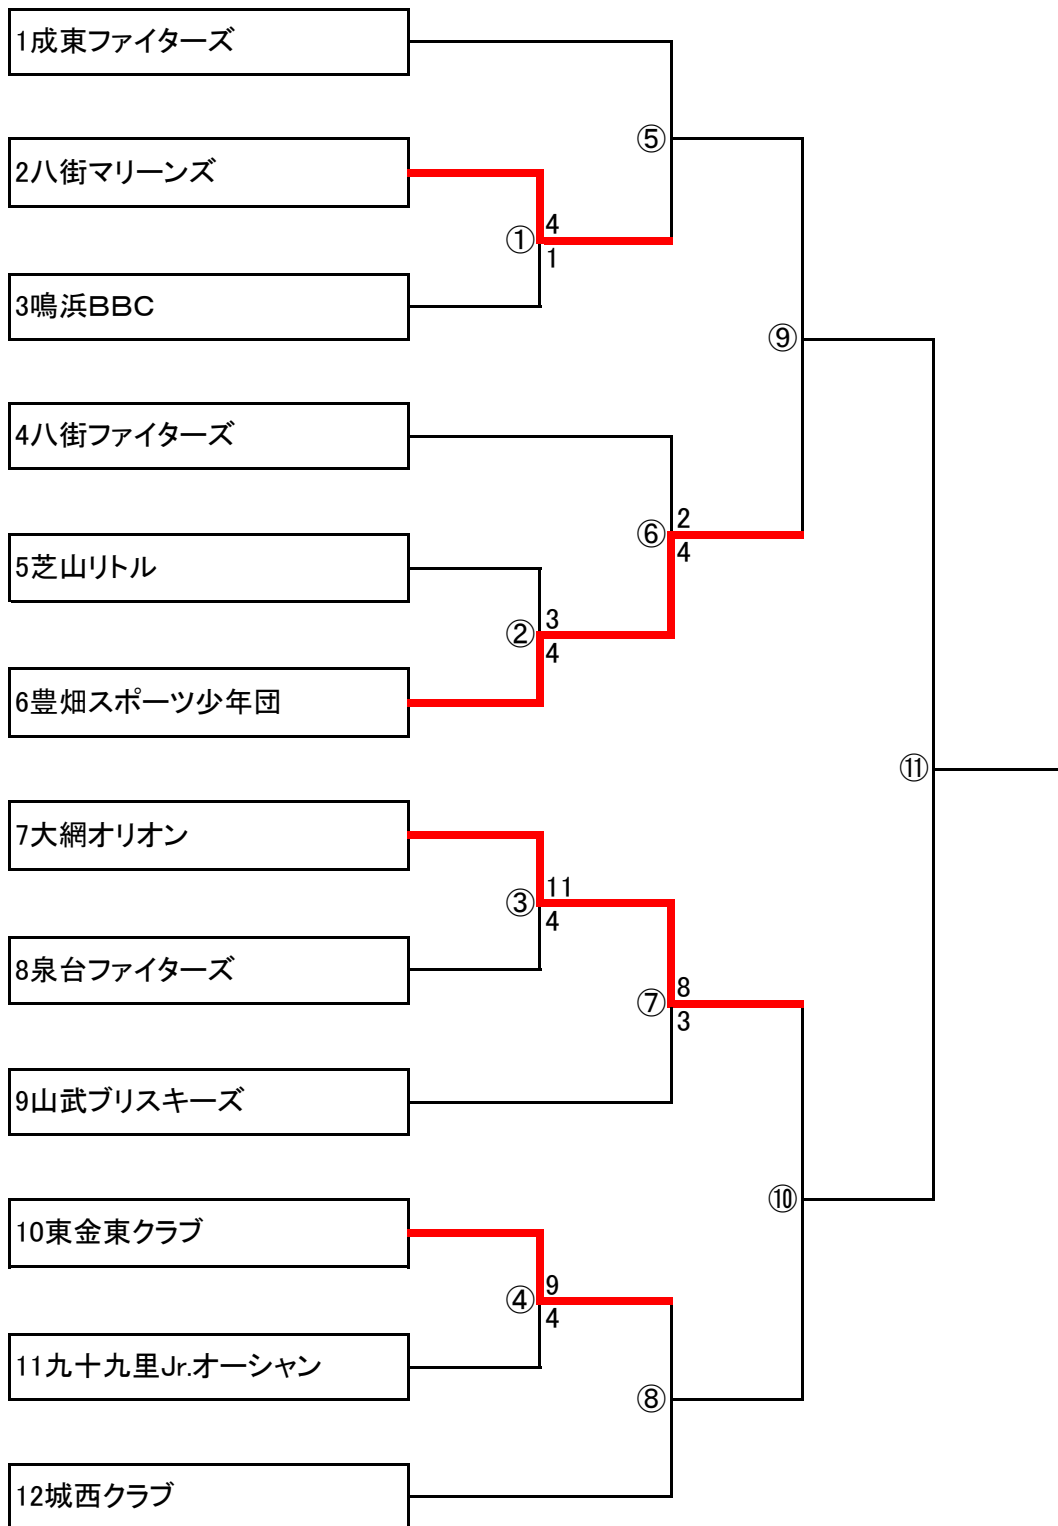 1成東ファイターズ
⑤
2八街マリーンズ
4
①
1
3鳴浜BBC
⑨
4八街ファイターズ
2
⑥
4
5芝山リトル
3
②
4
6豊畑スポーツ少年団
⑪
7大網オリオン
11
③
4
8泉台ファイターズ
8
⑦
3
9山武ブリスキーズ
⑩
10東金東クラブ
9
④
4
11九十九里Jr.オーシャン
⑧
12城西クラブ